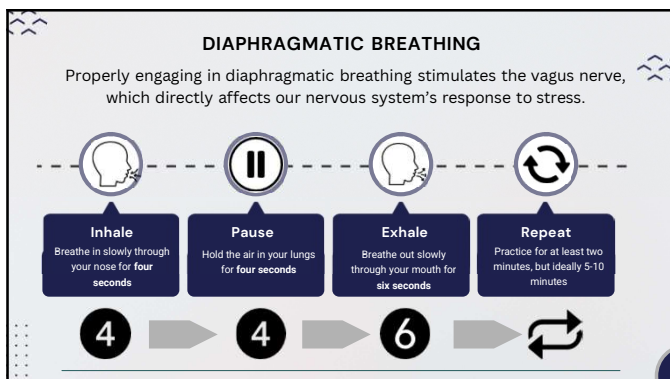 DIAPHRAGMATIC BREATHING
Properly engaging in diaphragmatic breathing stimulates the vagus nerve,
which directly affects our nervous system's response to stress.
Inhale
Breathe in slowly through
your nose for four
seconds
Pause
Hold the air in your lungs
for four seconds
Exhale
Breathe out slowly
through your mouth for
six seconds
Repeat
Practice for at least two
minutes, but ideally 5-10
minutes
4
4
6